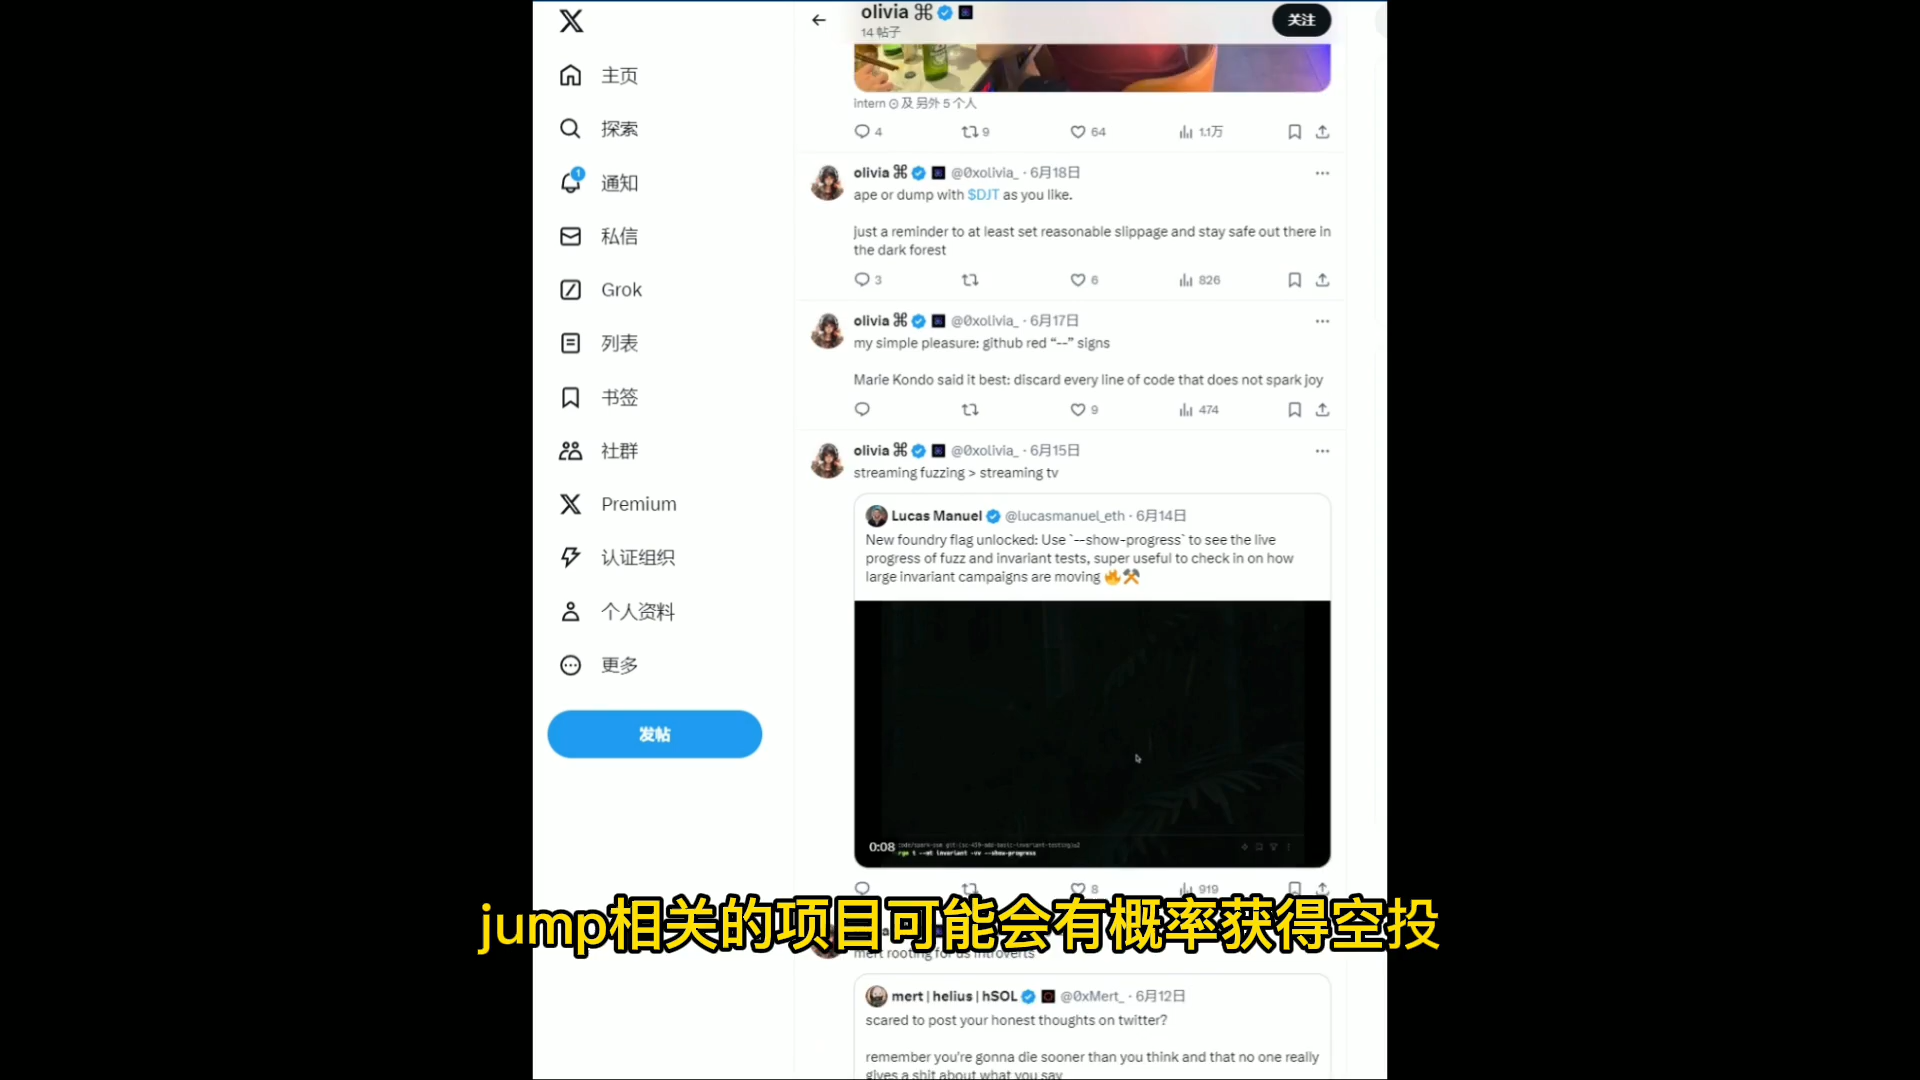 主页
探索
1
通知
私信
Grok
列表
书签
社群
Premium
认证组织
个人资料
更多
发帖
olivia ⌘
14 帖子
关注
intern ⊙ 及 另外 5 个人
4 9 64 1.1万
olivia ⌘ @0xolivia_ · 6月18日
ape or dump with $DJT as you like.
just a reminder to at least set reasonable slippage and stay safe out there in
the dark forest
3 6 826
olivia ⌘ @0xolivia_ · 6月17日
my simple pleasure: github red “--” signs
Marie Kondo said it best: discard every line of code that does not spark joy
9 474
olivia ⌘ @0xolivia_ · 6月15日
streaming fuzzing > streaming tv
Lucas Manuel @lucasmanuel_eth · 6月14日
New foundry flag unlocked: Use `--show-progress` to see the live
progress of fuzz and invariant tests, super useful to check in on how
large invariant campaigns are moving 🔥⚒️
0:08
--show-progress
8 919
jump相关的项目可能会有概率获得空投
mert rooting for us introverts
mert | helius | hSOL @0xMert_ · 6月12日
scared to post your honest thoughts on twitter?
remember you're gonna die sooner than you think and that no one really
gives a shit about what you say